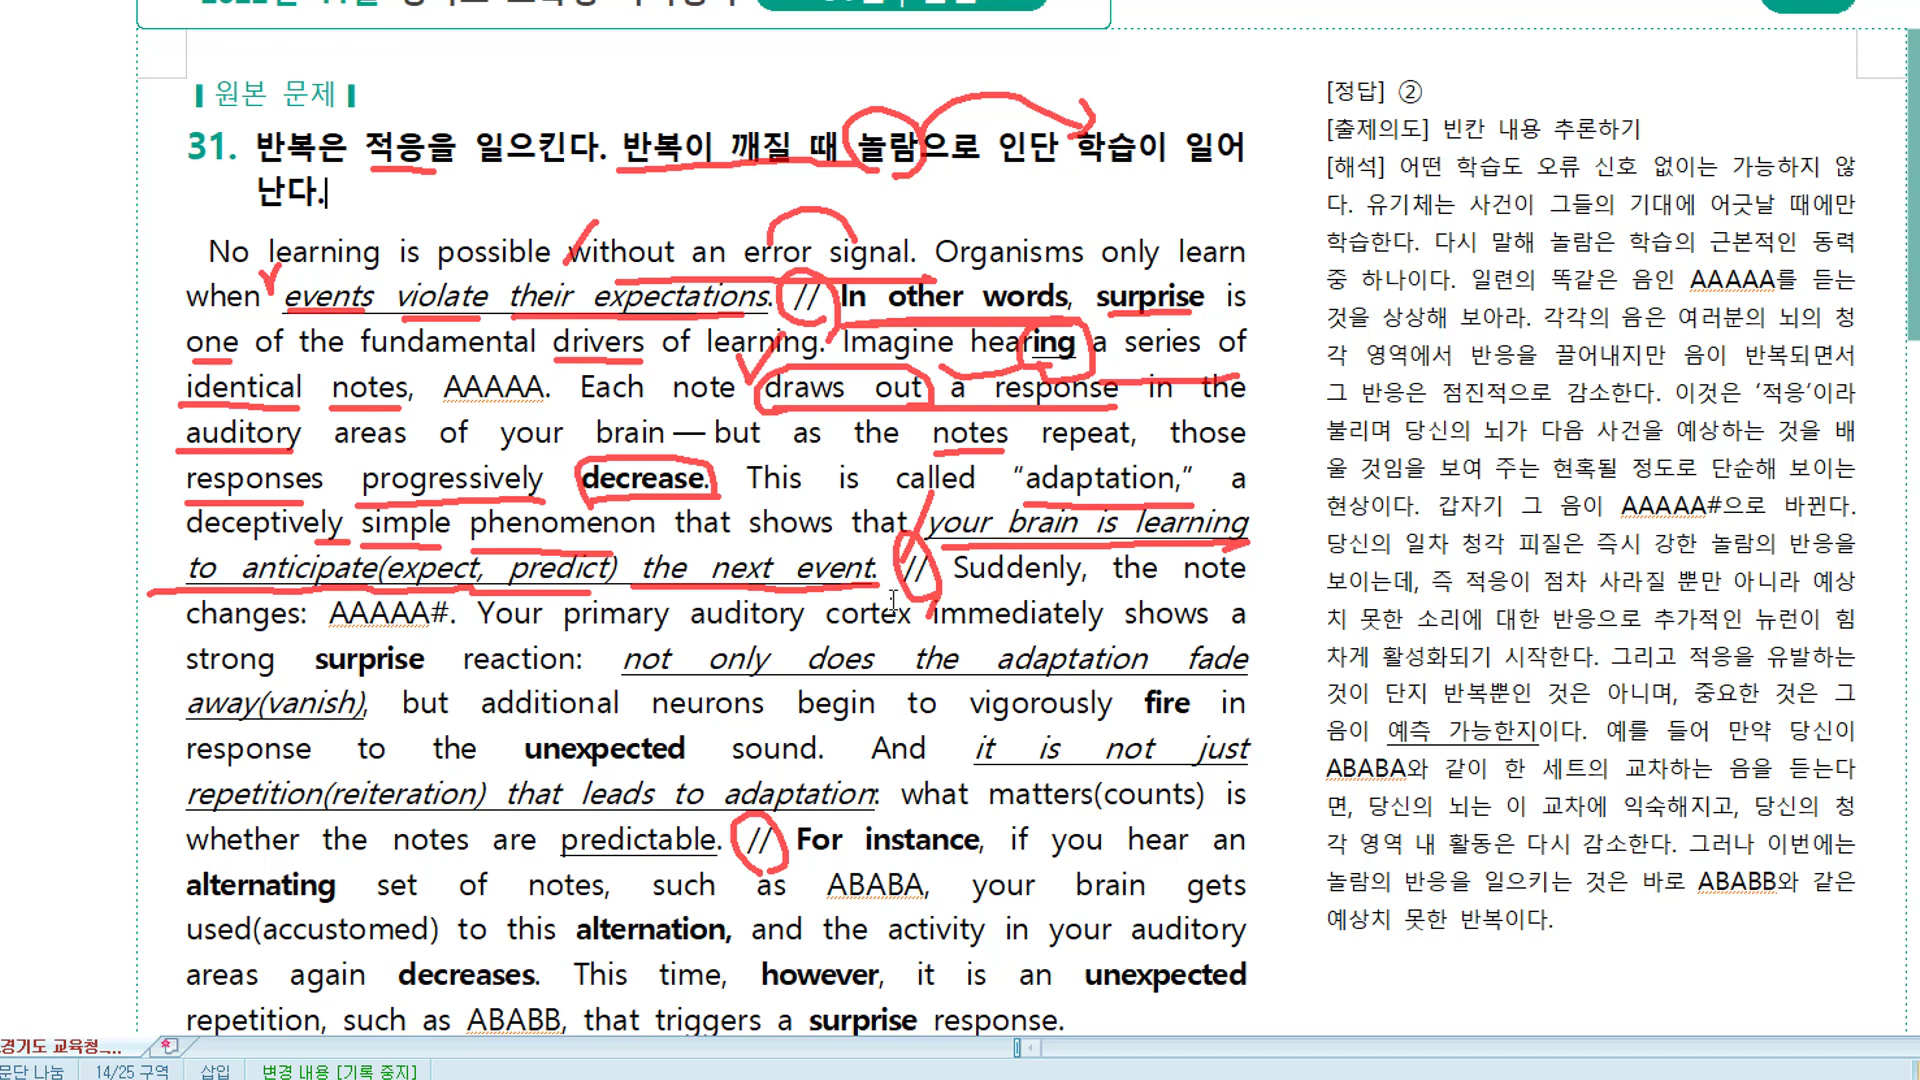 ▎원본 문제▐
31. 반복은 적응을 일으킨다. 반복이 깨질 때 놀람으로 인단 학습이 일어
난다.
No learning is possible without an error signal. Organisms only learn
when events violate their expectations. // In other words, surprise is
one of the fundamental drivers of learning. Imagine hearing a series of
identical notes, AAAAA. Each note draws out a response in the
auditory areas of your brain — but as the notes repeat, those
responses progressively decrease. This is called “adaptation,” a
deceptively simple phenomenon that shows that your brain is learning
to anticipate(expect, predict) the next event. // Suddenly, the note
changes: AAAAA#. Your primary auditory cortex immediately shows a
strong surprise reaction: not only does the adaptation fade
away(vanish), but additional neurons begin to vigorously fire in
response to the unexpected sound. And it is not just
repetition(reiteration) that leads to adaptation: what matters(counts) is
whether the notes are predictable. // For instance, if you hear an
alternating set of notes, such as ABABA, your brain gets
used(accustomed) to this alternation, and the activity in your auditory
areas again decreases. This time, however, it is an unexpected
repetition, such as ABABB, that triggers a surprise response.
[정답] ②
[출제의도] 빈칸 내용 추론하기
[해석] 어떤 학습도 오류 신호 없이는 가능하지 않
다. 유기체는 사건이 그들의 기대에 어긋날 때에만
학습한다. 다시 말해 놀람은 학습의 근본적인 동력
중 하나이다. 일련의 똑같은 음인 AAAAA를 듣는
것을 상상해 보아라. 각각의 음은 여러분의 뇌의 청
각 영역에서 반응을 끌어내지만 음이 반복되면서
그 반응은 점진적으로 감소한다. 이것은 ‘적응’이라
불리며 당신의 뇌가 다음 사건을 예상하는 것을 배
울 것임을 보여 주는 현혹될 정도로 단순해 보이는
현상이다. 갑자기 그 음이 AAAAA#으로 바뀐다.
당신의 일차 청각 피질은 즉시 강한 놀람의 반응을
보이는데, 즉 적응이 점차 사라질 뿐만 아니라 예상
치 못한 소리에 대한 반응으로 추가적인 뉴런이 힘
차게 활성화되기 시작한다. 그리고 적응을 유발하는
것이 단지 반복뿐인 것은 아니며, 중요한 것은 그
음이 예측 가능한지이다. 예를 들어 만약 당신이
ABABA와 같이 한 세트의 교차하는 음을 듣는다
면, 당신의 뇌는 이 교차에 익숙해지고, 당신의 청
각 영역 내 활동은 다시 감소한다. 그러나 이번에는
놀람의 반응을 일으키는 것은 바로 ABABB와 같은
예상치 못한 반복이다.
경기도 교육청
문단 나눔 14/25 구역 삽입 변경 내용 [기록 중지]